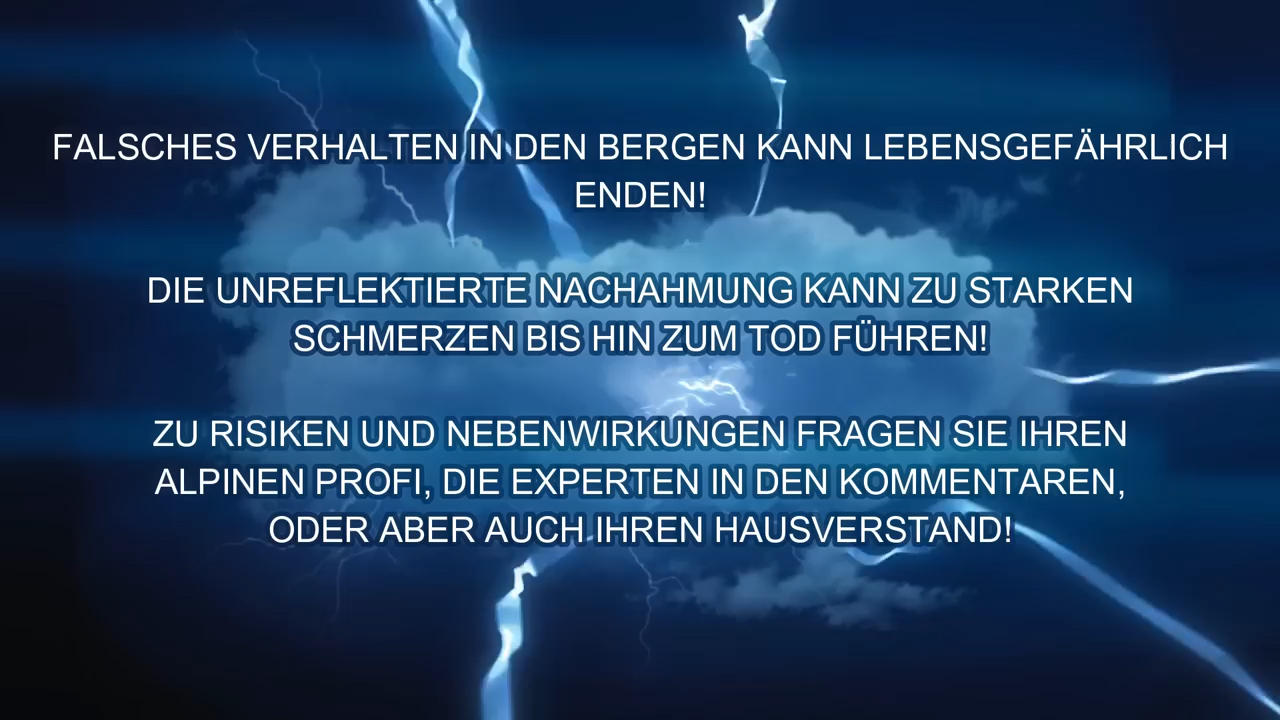 FALSCHES VERHALTEN IN DEN BERGEN KANN LEBENSGEFÄHRLICH
ENDEN!
DIE UNREFLEKTIERTE NACHAHMUNG KANN ZU STARKEN
SCHMERZEN BIS HIN ZUM TOD FÜHREN!
ZU RISIKEN UND NEBENWIRKUNGEN FRAGEN SIE IHREN
ALPINEN PROFI, DIE EXPERTEN IN DEN KOMMENTAREN,
ODER ABER AUCH IHREN HAUSVERSTAND!